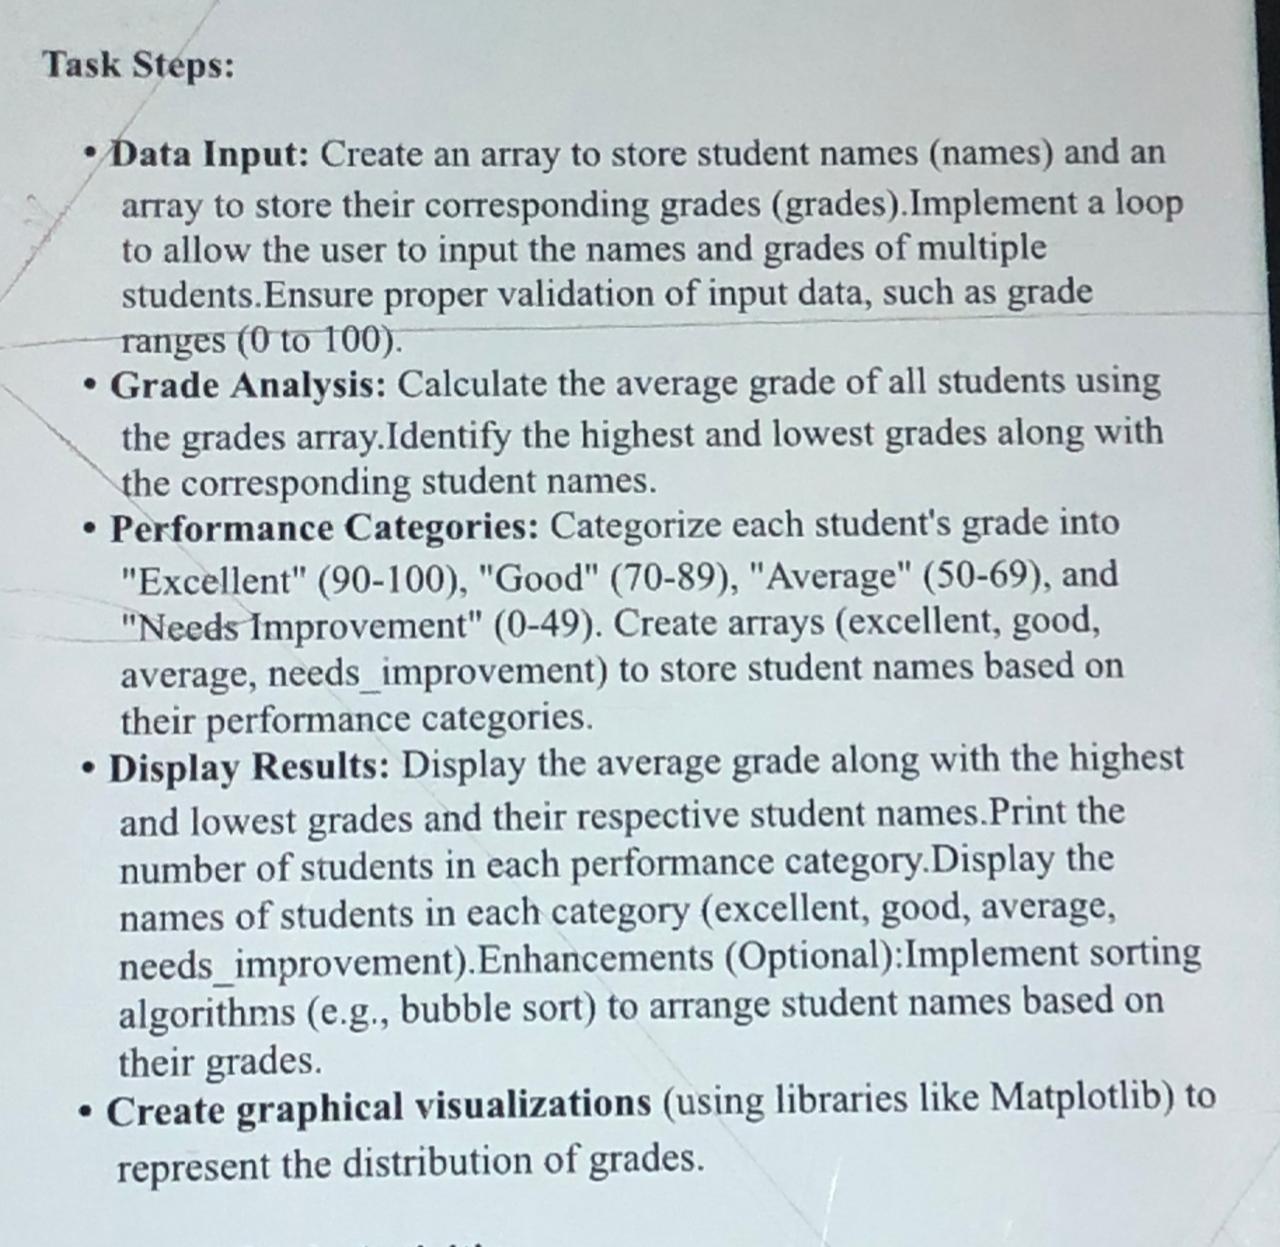 Task Steps:
• Data Input: Create an array to store student names (names) and an
array to store their corresponding grades (grades).Implement a loop
to allow the user to input the names and grades of multiple
students.Ensure proper validation of input data, such as grade
ranges (0 to 100).
• Grade Analysis: Calculate the average grade of all students using
the grades array.Identify the highest and lowest grades along with
the corresponding student names.
• Performance Categories: Categorize each student's grade into
"Excellent" (90-100), "Good" (70-89), "Average" (50-69), and
"Needs Improvement" (0-49). Create arrays (excellent, good,
average, needs_improvement) to store student names based on
their performance categories.
• Display Results: Display the average grade along with the highest
and lowest grades and their respective student names.Print the
number of students in each performance category.Display the
names of students in each category (excellent, good, average,
needs_improvement).Enhancements (Optional):Implement sorting
algorithms (e.g., bubble sort) to arrange student names based on
their grades.
• Create graphical visualizations (using libraries like Matplotlib) to
represent the distribution of grades.